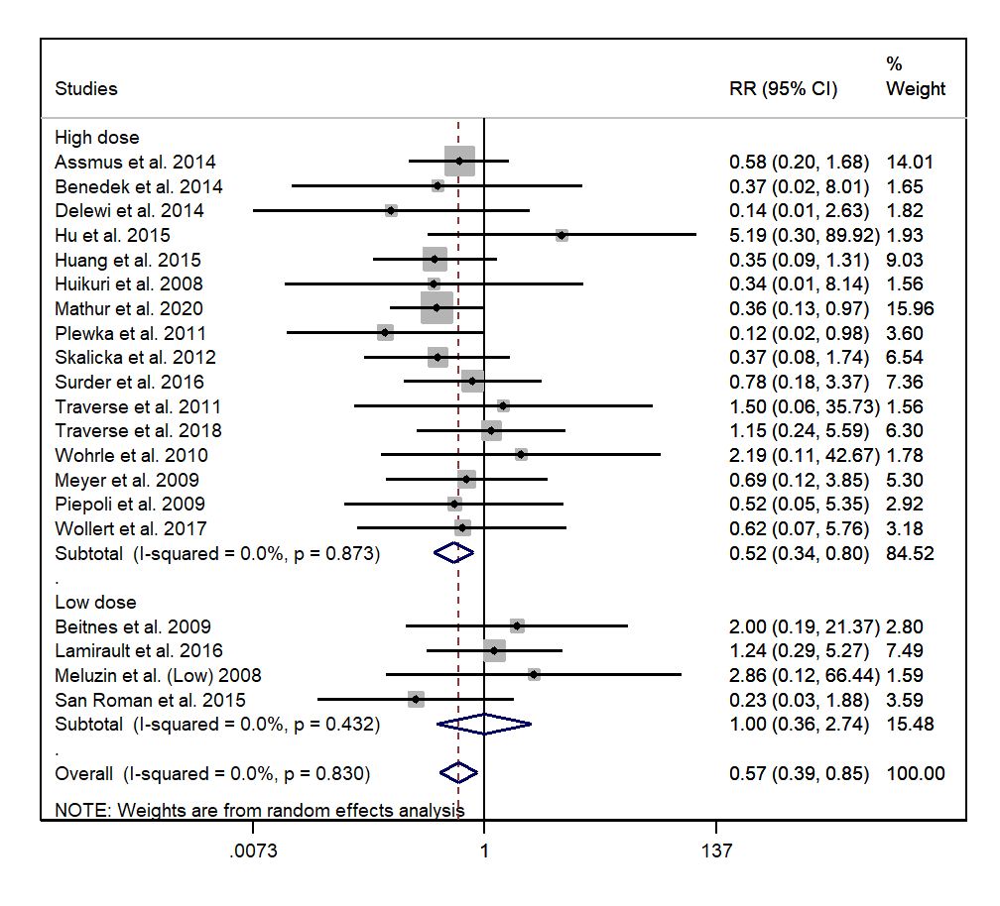 %
Studies RR (95% CI) Weight
High dose
Assmus et al. 2014 0.58 (0.20, 1.68) 14.01
Benedek et al. 2014 0.37 (0.02, 8.01) 1.65
Delewi et al. 2014 0.14 (0.01, 2.63) 1.82
Hu et al. 2015 5.19 (0.30, 89.92) 1.93
Huang et al. 2015 0.35 (0.09, 1.31) 9.03
Huikuri et al. 2008 0.34 (0.01, 8.14) 1.56
Mathur et al. 2020 0.36 (0.13, 0.97) 15.96
Plewka et al. 2011 0.12 (0.02, 0.98) 3.60
Skalicka et al. 2012 0.37 (0.08, 1.74) 6.54
Surder et al. 2016 0.78 (0.18, 3.37) 7.36
Traverse et al. 2011 1.50 (0.06, 35.73) 1.56
Traverse et al. 2018 1.15 (0.24, 5.59) 6.30
Wohrle et al. 2010 2.19 (0.11, 42.67) 1.78
Meyer et al. 2009 0.69 (0.12, 3.85) 5.30
Piepoli et al. 2009 0.52 (0.05, 5.35) 2.92
Wollert et al. 2017 0.62 (0.07, 5.76) 3.18
Subtotal (I-squared = 0.0%, p = 0.873) 0.52 (0.34, 0.80) 84.52
.
Low dose
Beitnes et al. 2009 2.00 (0.19, 21.37) 2.80
Lamirault et al. 2016 1.24 (0.29, 5.27) 7.49
Meluzin et al. (Low) 2008 2.86 (0.12, 66.44) 1.59
San Roman et al. 2015 0.23 (0.03, 1.88) 3.59
Subtotal (I-squared = 0.0%, p = 0.432) 1.00 (0.36, 2.74) 15.48
.
Overall (I-squared = 0.0%, p = 0.830) 0.57 (0.39, 0.85) 100.00
NOTE: Weights are from random effects analysis
.0073 1 137